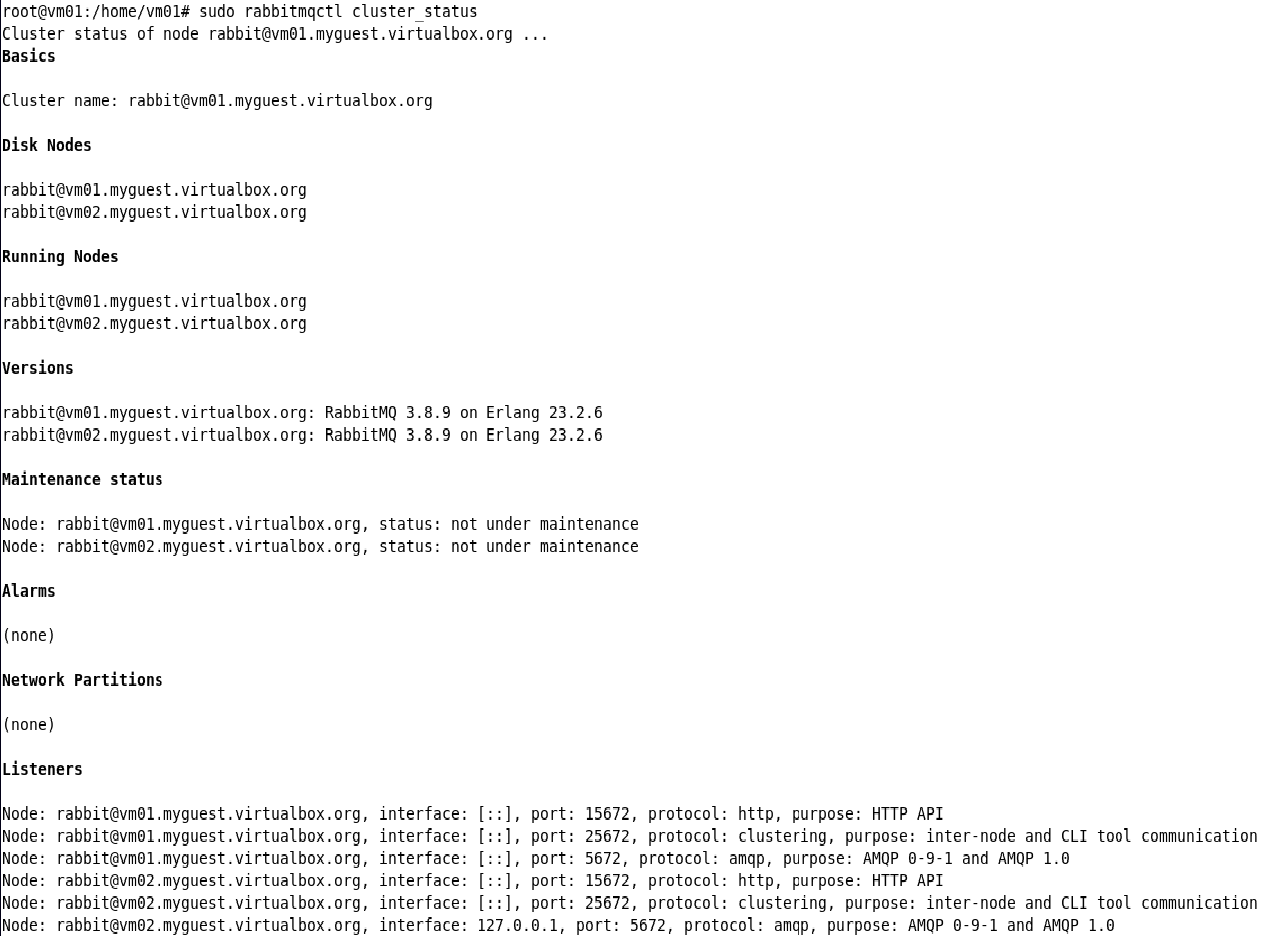 root@vm01:/home/vm01# sudo rabbitmqctl cluster_status
Cluster status of node rabbit@vm01.myguest.virtualbox.org ...
Basics
Cluster name: rabbit@vm01.myguest.virtualbox.org
Disk Nodes
rabbit@vm01.myguest.virtualbox.org
rabbit@vm02.myguest.virtualbox.org
Running Nodes
rabbit@vm01.myguest.virtualbox.org
rabbit@vm02.myguest.virtualbox.org
Versions
rabbit@vm01.myguest.virtualbox.org: RabbitMQ 3.8.9 on Erlang 23.2.6
rabbit@vm02.myguest.virtualbox.org: RabbitMQ 3.8.9 on Erlang 23.2.6
Maintenance status
Node: rabbit@vm01.myguest.virtualbox.org, status: not under maintenance
Node: rabbit@vm02.myguest.virtualbox.org, status: not under maintenance
Alarms
(none)
Network Partitions
(none)
Listeners
Node: rabbit@vm01.myguest.virtualbox.org, interface: [::], port: 15672, protocol: http, purpose: HTTP API
Node: rabbit@vm01.myguest.virtualbox.org, interface: [::], port: 25672, protocol: clustering, purpose: inter-node and CLI tool communication
Node: rabbit@vm01.myguest.virtualbox.org, interface: [::], port: 5672, protocol: amqp, purpose: AMQP 0-9-1 and AMQP 1.0
Node: rabbit@vm02.myguest.virtualbox.org, interface: [::], port: 15672, protocol: http, purpose: HTTP API
Node: rabbit@vm02.myguest.virtualbox.org, interface: [::], port: 25672, protocol: clustering, purpose: inter-node and CLI tool communication
Node: rabbit@vm02.myguest.virtualbox.org, interface: 127.0.0.1, port: 5672, protocol: amqp, purpose: AMQP 0-9-1 and AMQP 1.0